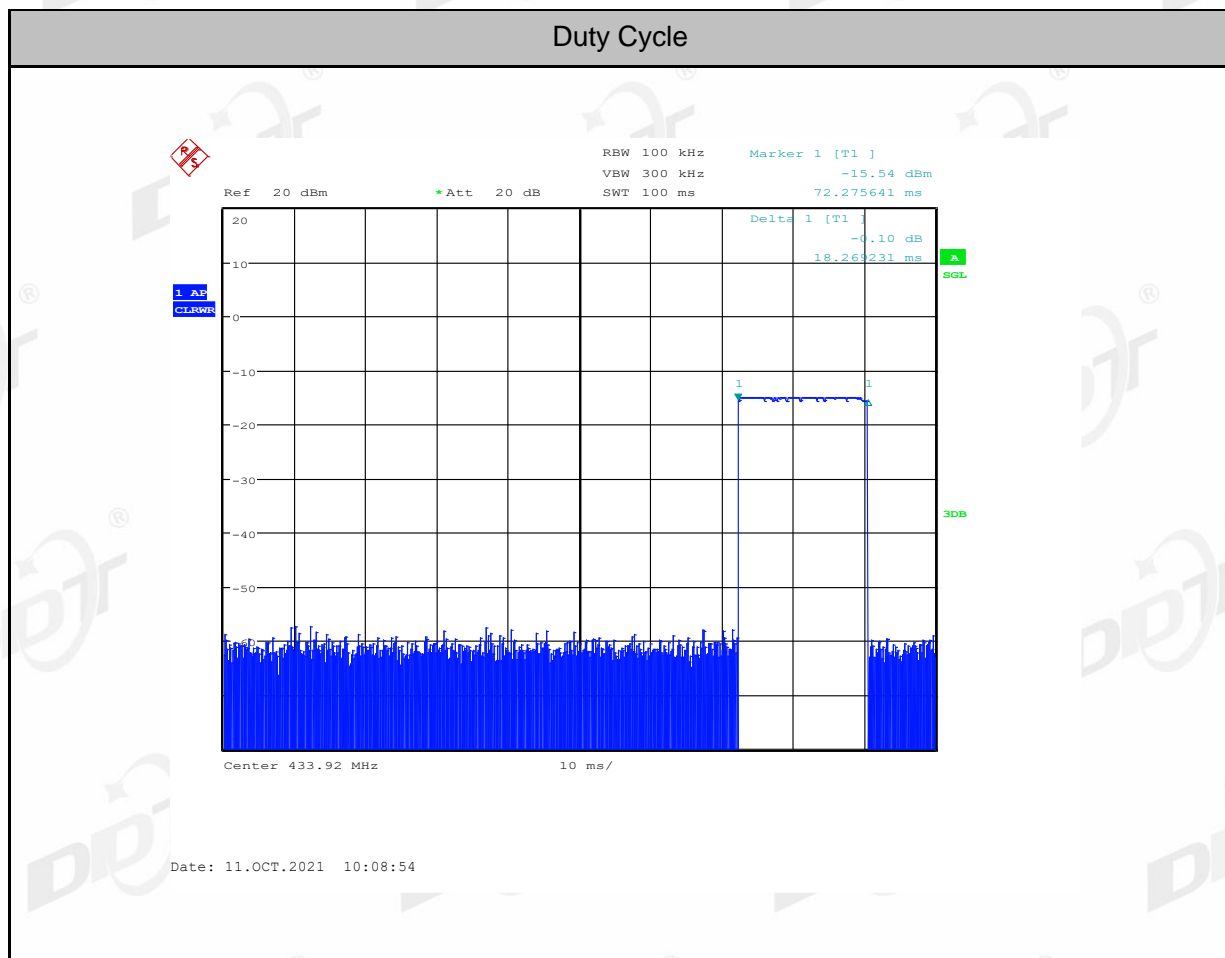 Duty Cycle
R S
RBW 100 kHz
VBW 300 kHz
SWT 100 ms
Ref 20 dBm
*Att 20 dB
Marker 1 [T1 ]
-15.54 dBm
72.275641 ms
Delta 1 [T1 ]
-0.10 dB
18.269231 ms
A
SGL
1 AP
CLRWR
20
10
0
-10
1 1
-20
-30
3DB
-40
-50
-60
Center 433.92 MHz
10 ms/
Date: 11.OCT.2021 10:08:54
DDT ®